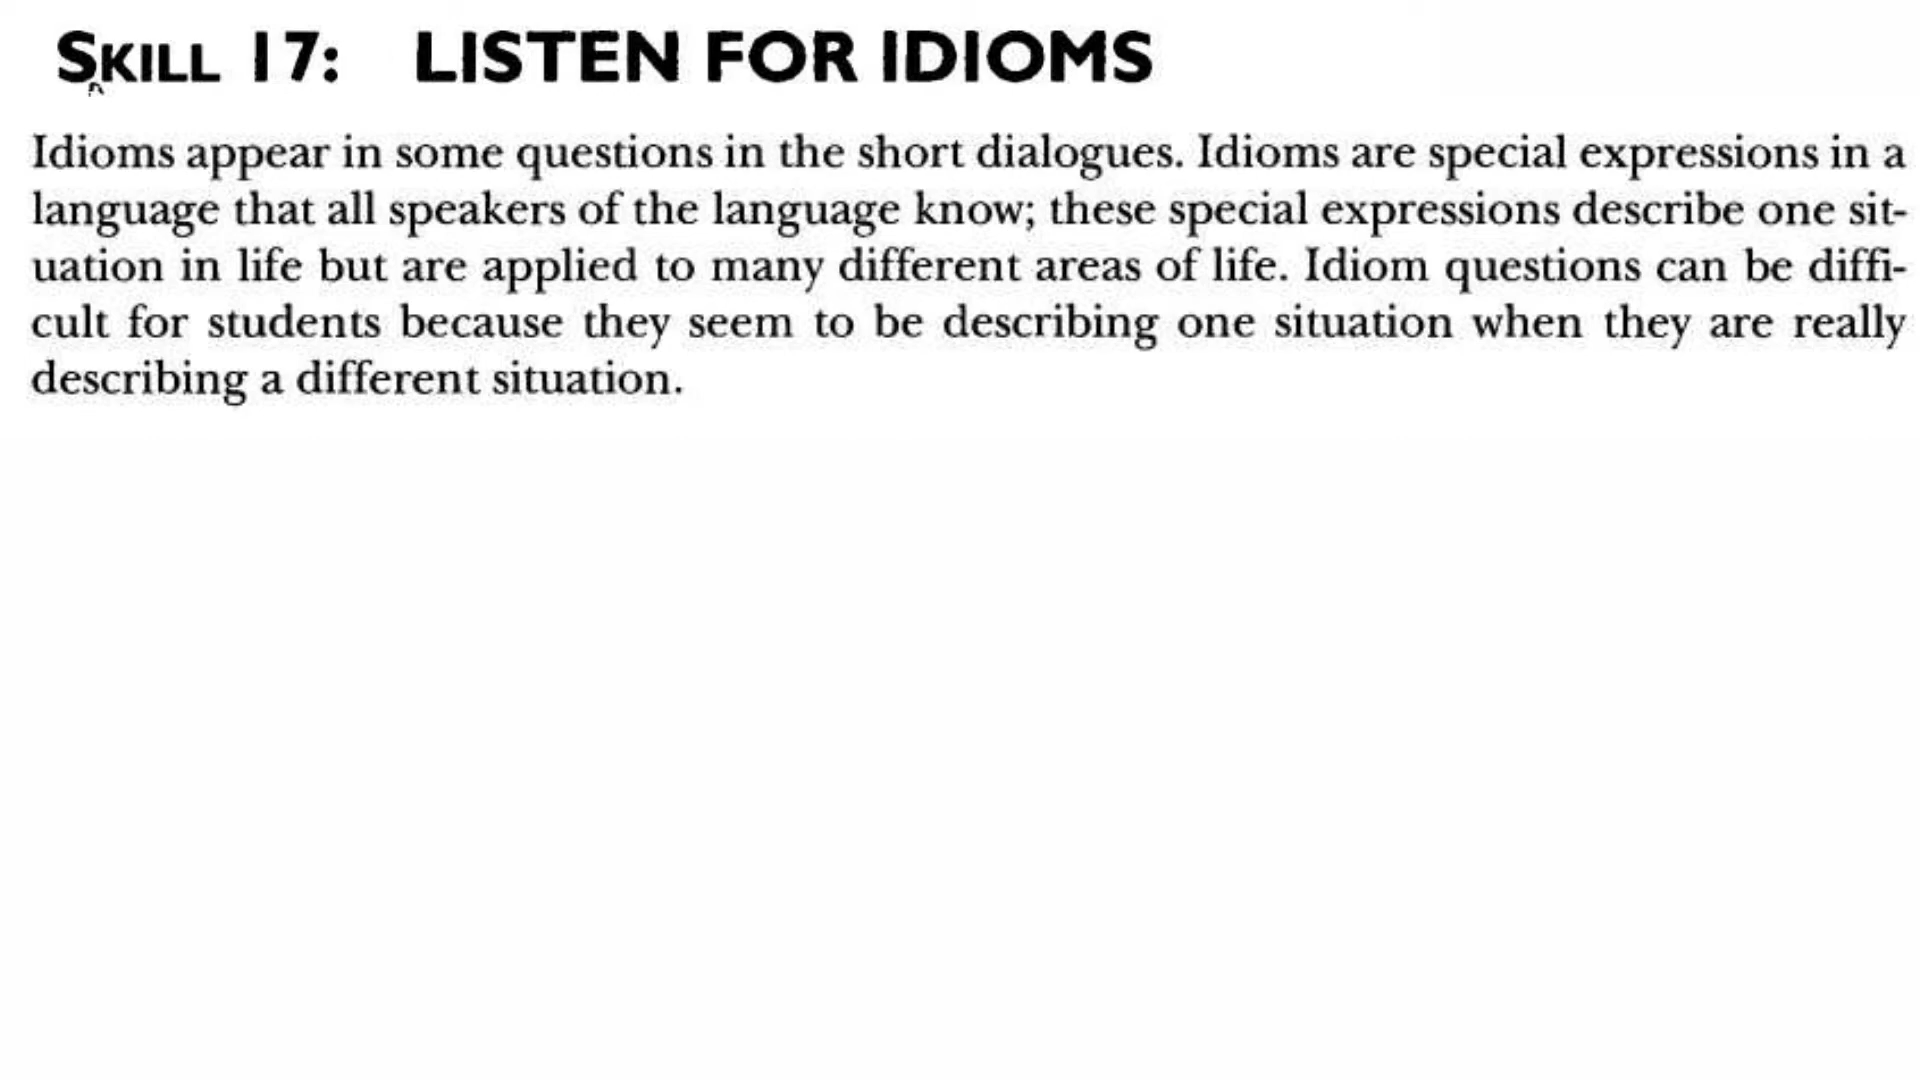 SKILL 17: LISTEN FOR IDIOMS
Idioms appear in some questions in the short dialogues. Idioms are special expressions in a
language that all speakers of the language know; these special expressions describe one sit-
uation in life but are applied to many different areas of life. Idiom questions can be diffi-
cult for students because they seem to be describing one situation when they are really
describing a different situation.